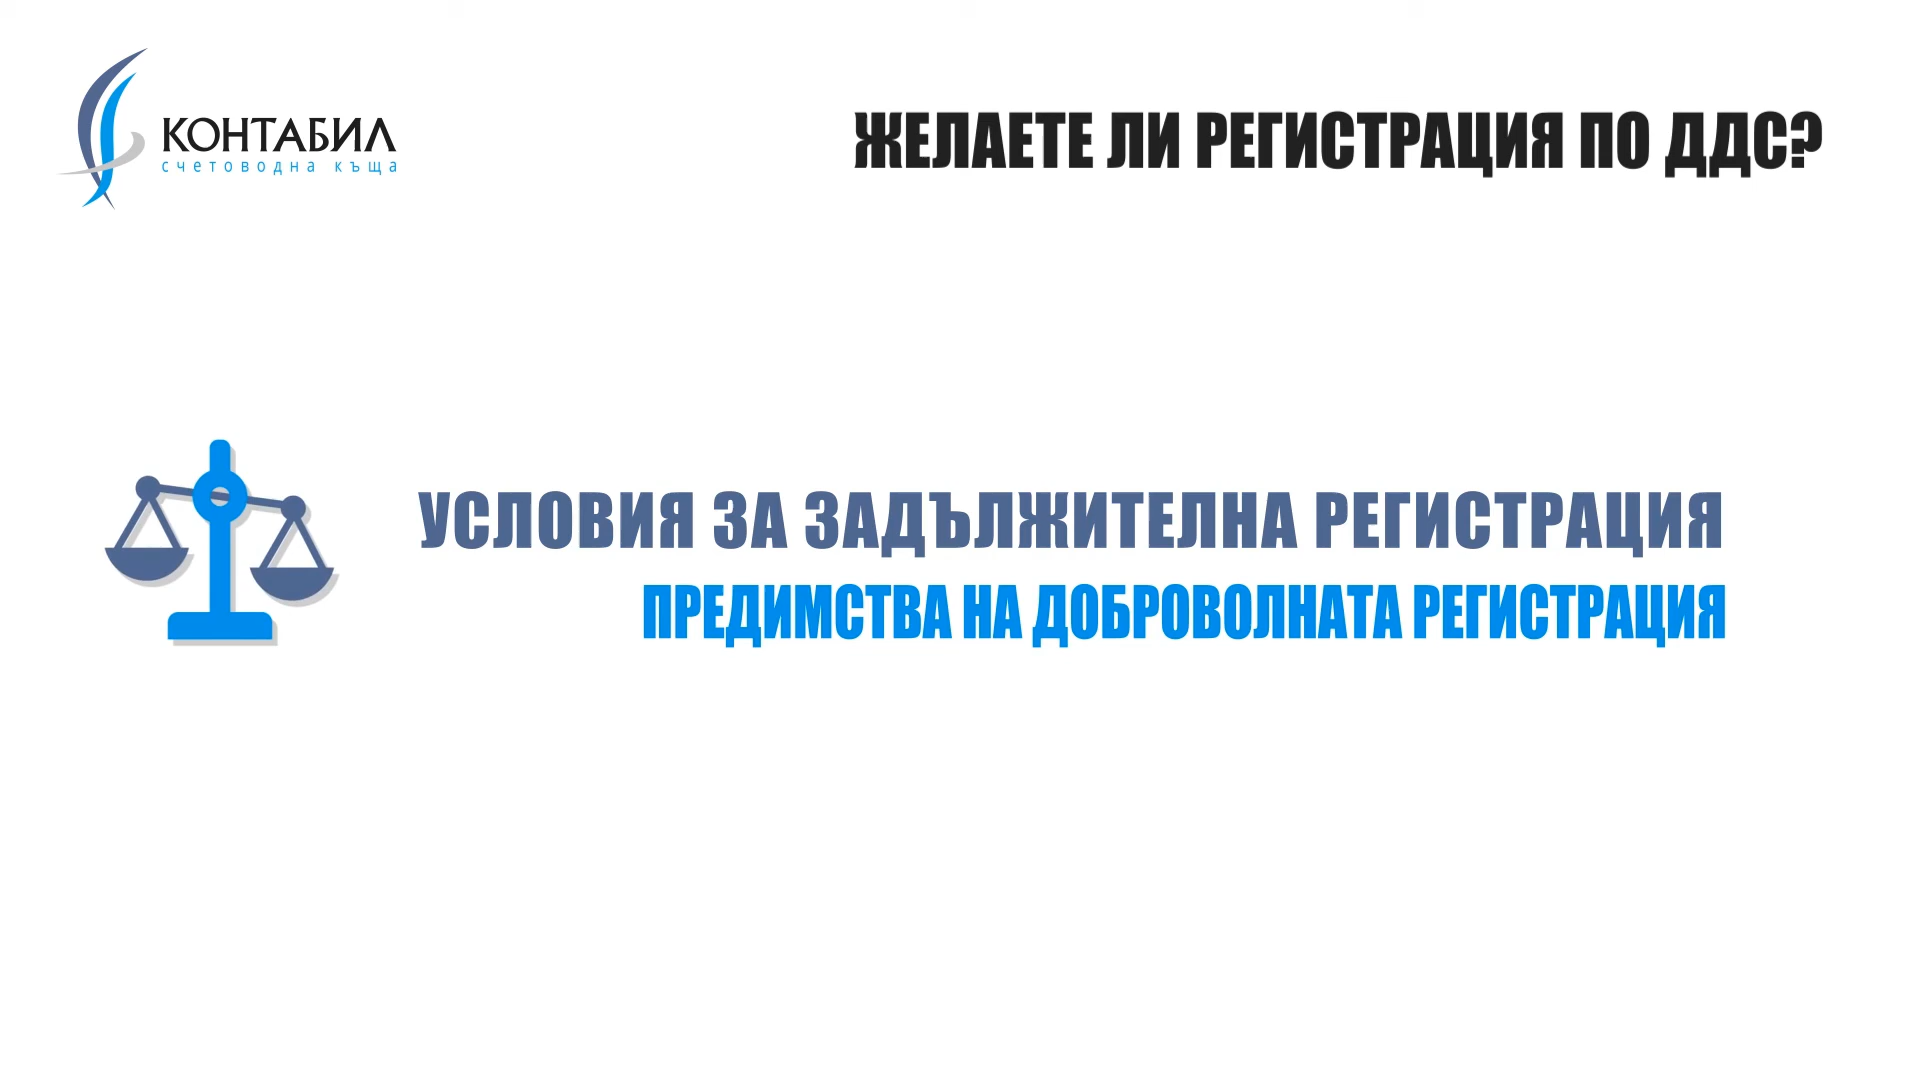 КОНТАБИЛ
счетоводна къща
ЖЕЛАЕТЕ ЛИ РЕГИСТРАЦИЯ ПО ДДС?
УСЛОВИЯ ЗА ЗАДЪЛЖИТЕЛНА РЕГИСТРАЦИЯ
ПРЕДИМСТВА НА ДОБРОВОЛНАТА РЕГИСТРАЦИЯ